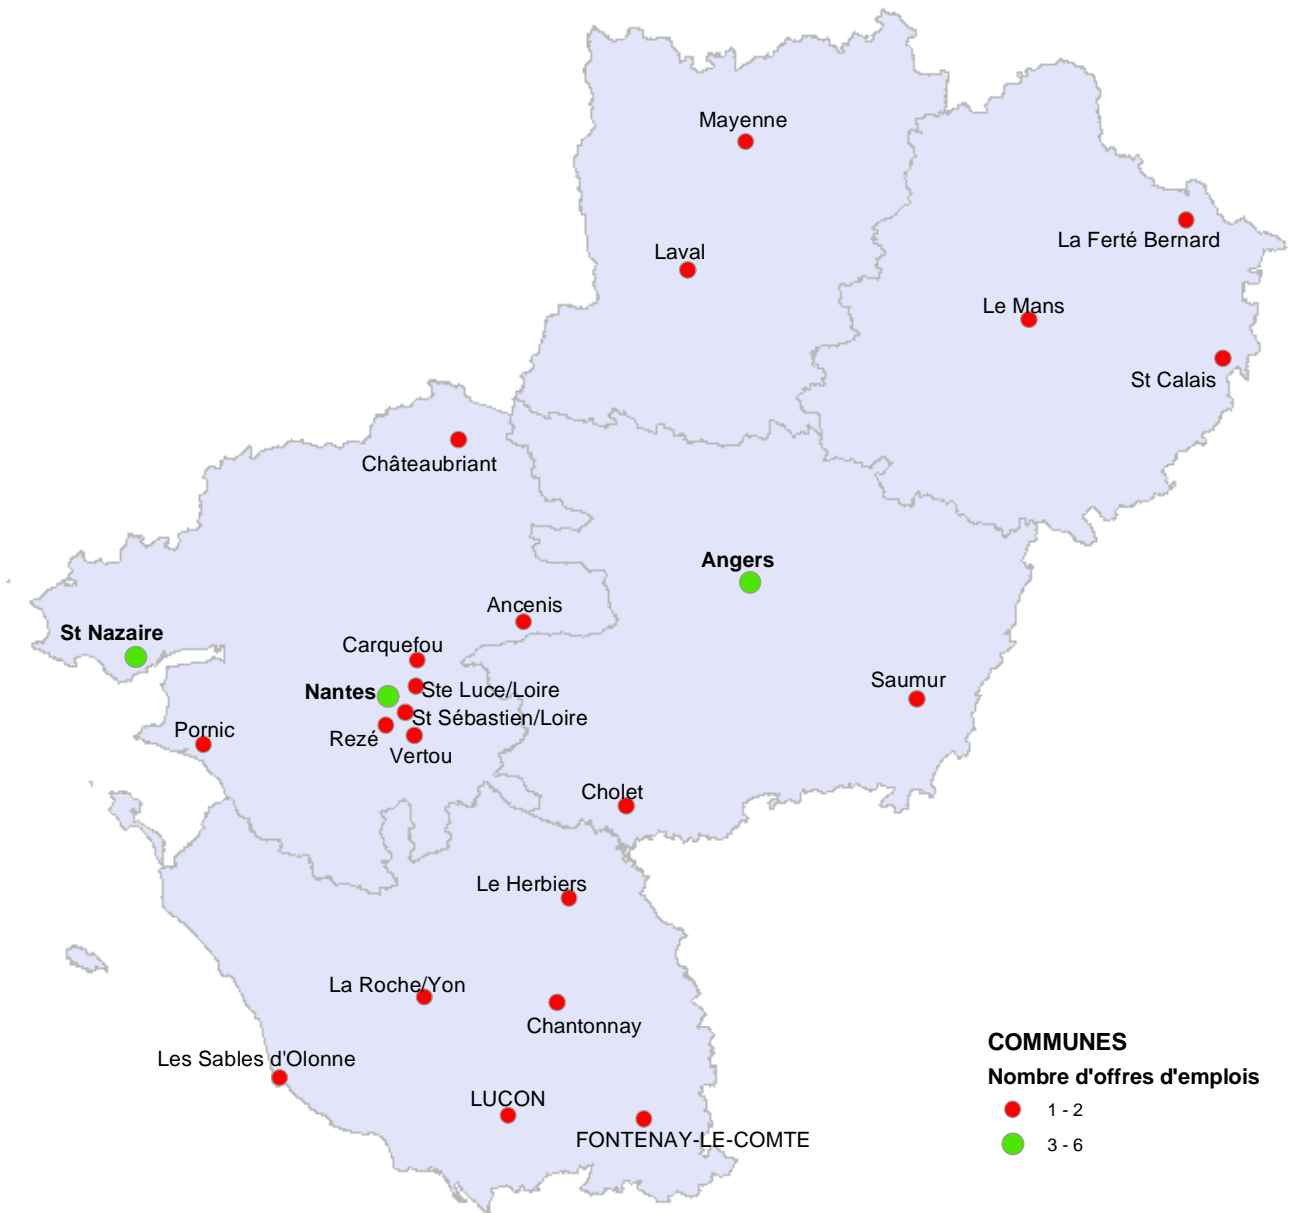 Mayenne
La Ferté Bernard
Laval
Le Mans
St Calais
Châteaubriant
Angers
Ancenis
St Nazaire
Carquefou
Saumur
Nantes
Ste Luce/Loire
St Sébastien/Loire
Pornic
Rezé
Vertou
Cholet
Le Herbiers
La Roche/Yon
Chantonnay
Les Sables d'Olonne
LUCON
FONTENAY-LE-COMTE
COMMUNES
Nombre d'offres d'emplois
1 - 2
3 - 6